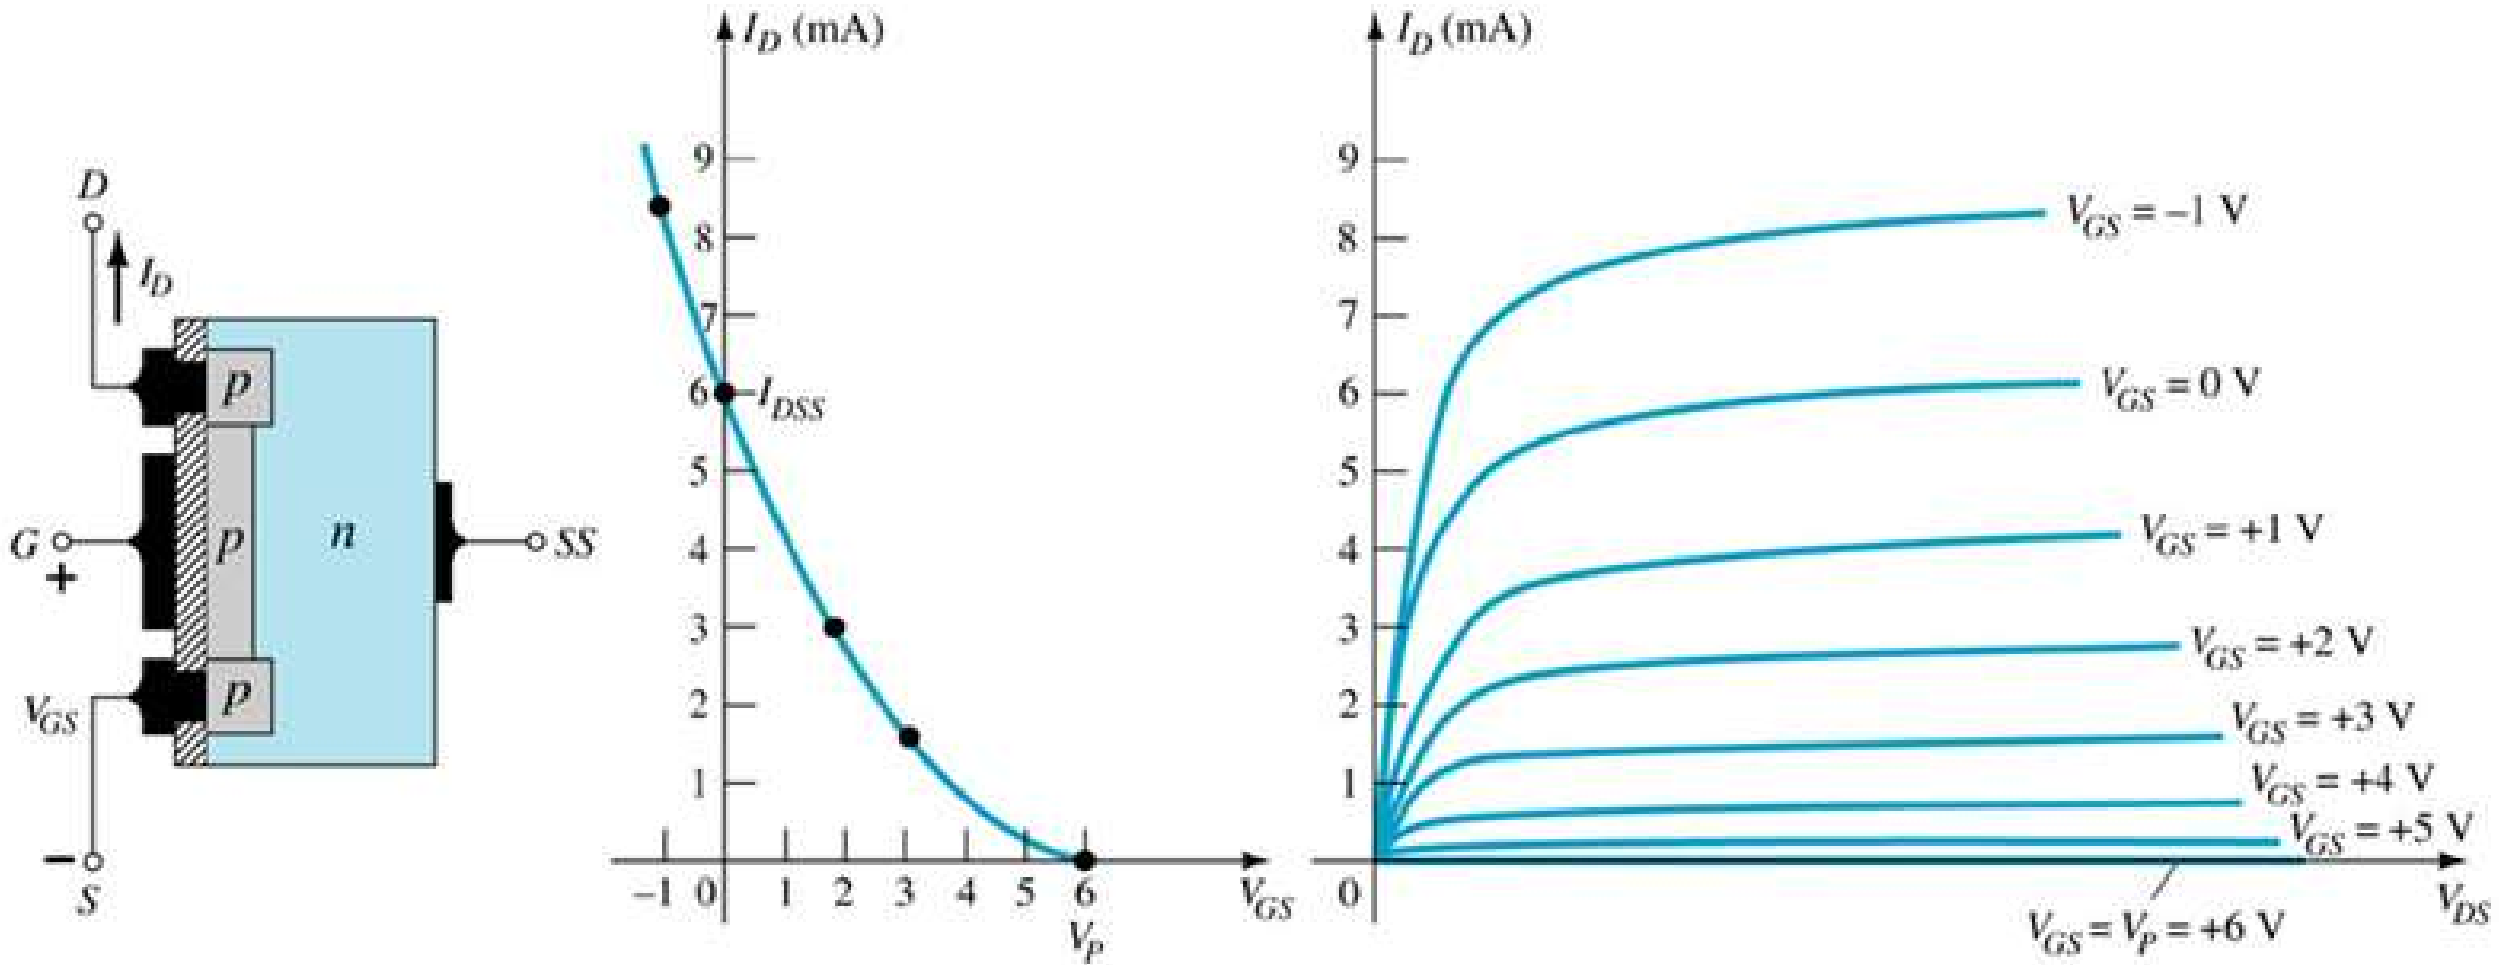 D
I_D
p
G
+
p
n
SS
p
V_GS
−
S
I_D (mA)
9
8
7
6
I_DSS
5
4
3
2
1
−1 0 1 2 3 4 5 6
V_GS
V_P
I_D (mA)
9
8
7
6
5
4
3
2
1
0
V_GS = −1 V
V_GS = 0 V
V_GS = +1 V
V_GS = +2 V
V_GS = +3 V
V_GS = +4 V
V_GS = +5 V
V_DS
V_GS = V_P = +6 V